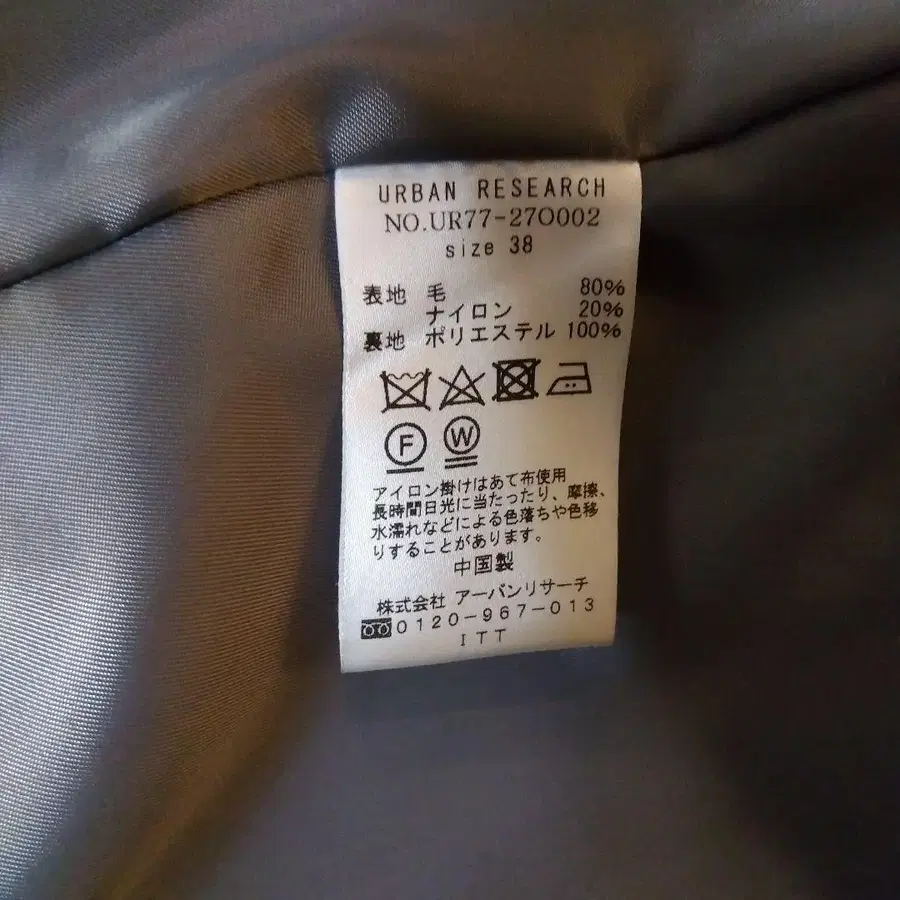 URBAN RESEARCH
NO.UR77-27O002
size 38
表地 毛 80%
ナイロン 20%
裏地 ポリエステル 100%
F W
アイロン掛けはあて布使用
長時間日光に当たったり、摩擦、
水濡れなどによる色落ちや色移
りすることがあります。
中国製
株式会社 アーバンリサーチ
0120-967-013
ITT